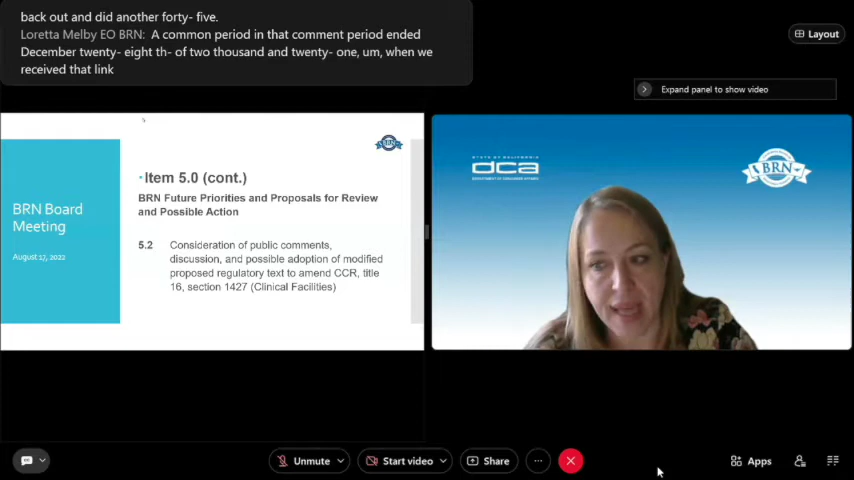 back out and did another forty- five.
Loretta Melby EO BRN: A common period in that comment period ended
December twenty- eight th- of two thousand and twenty- one, um, when we
received that link
Layout
Expand panel to show video
BRN
·Item 5.0 (cont.)
BRN Future Priorities and Proposals for Review
and Possible Action
BRN Board
Meeting
August 17, 2022
5.2 Consideration of public comments,
discussion, and possible adoption of modified
proposed regulatory text to amend CCR, title
16, section 1427 (Clinical Facilities)
STATE OF CALIFORNIA
dca
DEPARTMENT OF CONSUMER AFFAIRS
BRN
Unmute
Start video
Share
Apps